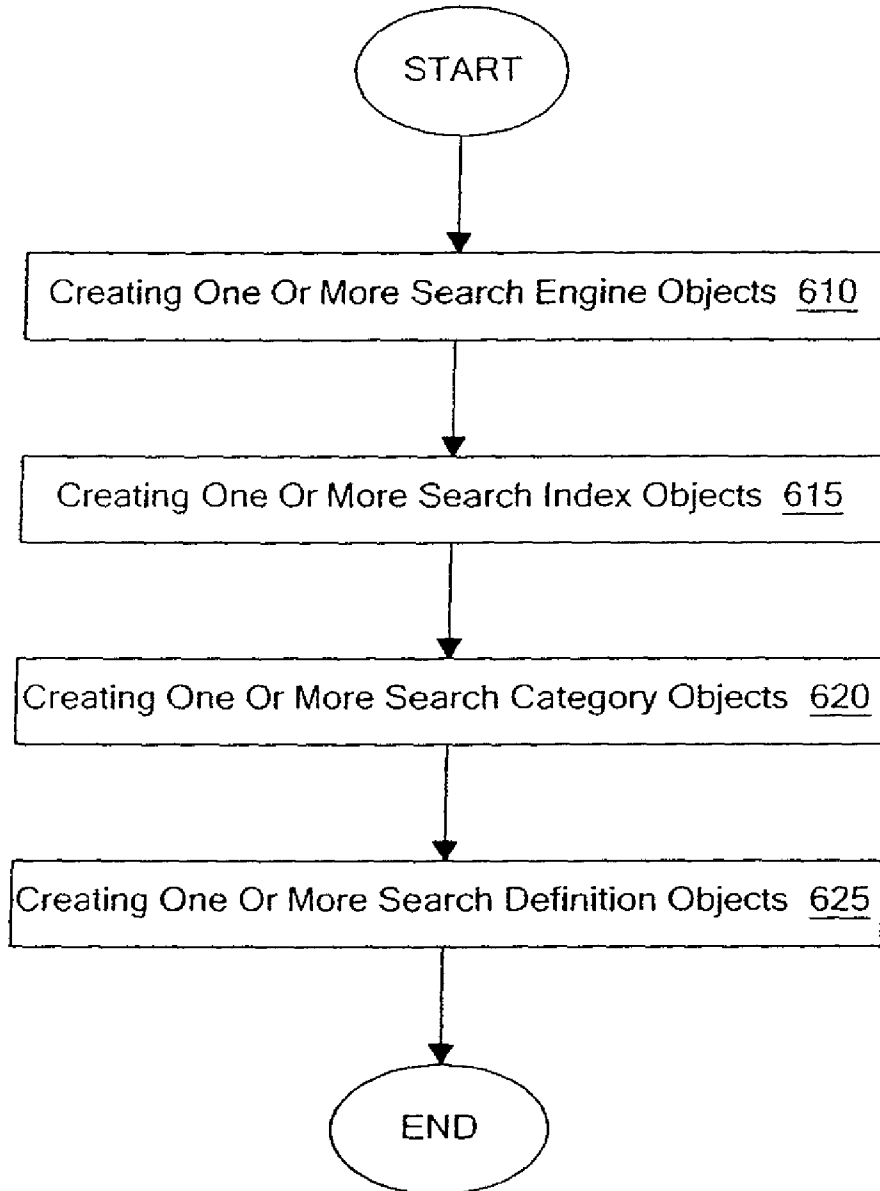 START
Creating One Or More Search Engine Objects 610
Creating One Or More Search Index Objects 615
Creating One Or More Search Category Objects 620
Creating One Or More Search Definition Objects 625
END